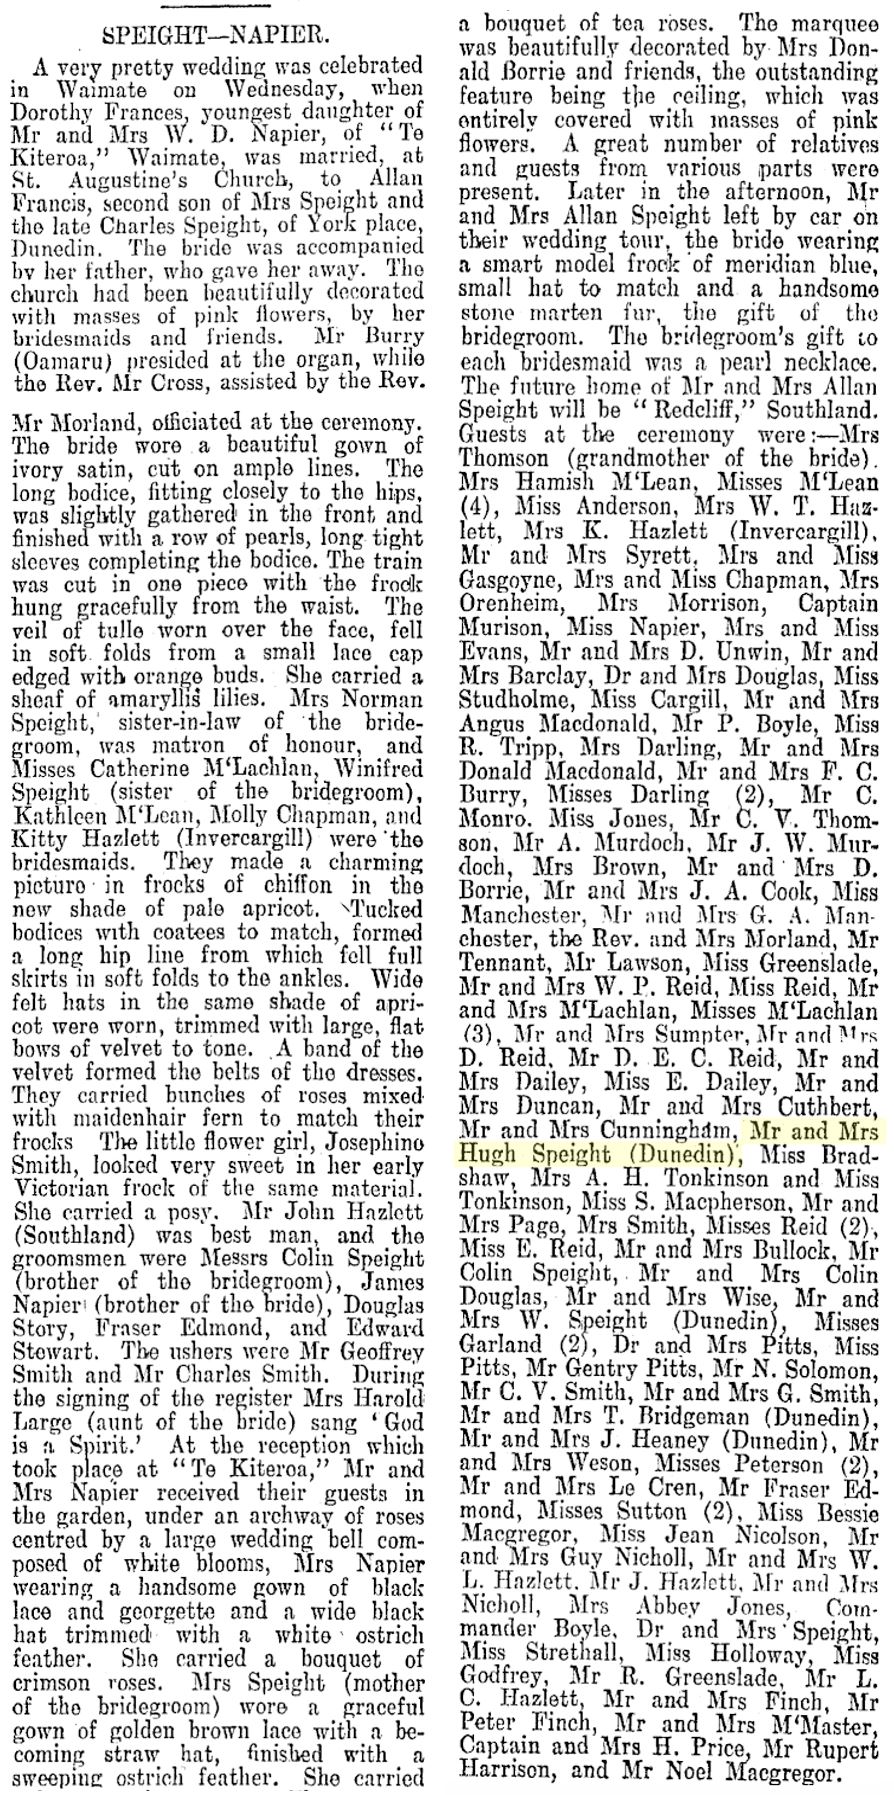 SPEIGHT—NAPIER.
A very pretty wedding was celebrated
in Waimate on Wednesday, when
Dorothy Frances, youngest daughter of
Mr and Mrs W. D. Napier, of "Te
Kiteroa," Waimate, was married, at
St. Augustine's Church, to Allan
Francis, second son of Mrs Speight and
the late Charles Speight, of York place,
Dunedin. The bride was accompanied
by her father, who gave her away. The
church had been beautifully decorated
with masses of pink flowers, by her
bridesmaids and friends. Mr Burry
(Oamaru) presided at the organ, while
the Rev. Mr Cross, assisted by the Rev.
Mr Morland, officiated at the ceremony.
The bride wore a beautiful gown of
ivory satin, cut on ample lines. The
long bodice, fitting closely to the hips,
was slightly gathered in the front and
finished with a row of pearls, long tight
sleeves completing the bodice. The train
was cut in one piece with the frock
hung gracefully from the waist. The
veil of tulle worn over the face, fell
in soft folds from a small lace cap
edged with orange buds. She carried a
sheaf of amaryllis lilies. Mrs Norman
Speight, sister-in-law of the bride-
groom, was matron of honour, and
Misses Catherine M'Lachlan, Winifred
Speight (sister of the bridegroom),
Kathleen M'Lean, Molly Chapman, and
Kitty Hazlett (Invercargill) were the
bridesmaids. They made a charming
picture in frocks of chiffon in the
new shade of pale apricot. Tucked
bodices with coatees to match, formed
a long hip line from which fell full
skirts in soft folds to the ankles. Wide
felt hats in the same shade of apri-
cot were worn, trimmed with large, flat
bows of velvet to tone. A band of the
velvet formed the belts of the dresses.
They carried bunches of roses mixed
with maidenhair fern to match their
frocks The little flower girl, Josephine
Smith, looked very sweet in her early
Victorian frock of the same material.
She carried a posy. Mr John Hazlett
(Southland) was best man, and the
groomsmen were Messrs Colin Speight
(brother of the bridegroom), James
Napier (brother of the bride), Douglas
Story, Fraser Edmond, and Edward
Stewart. The ushers were Mr Geoffrey
Smith and Mr Charles Smith. During
the signing of the register Mrs Harold
Large (aunt of the bride) sang 'God
is a Spirit.' At the reception which
took place at "Te Kiteroa," Mr and
Mrs Napier received their guests in
the garden, under an archway of roses
centred by a large wedding bell com-
posed of white blooms, Mrs Napier
wearing a handsome gown of black
lace and georgette and a wide black
hat trimmed with a white ostrich
feather. She carried a bouquet of
crimson roses. Mrs Speight (mother
of the bridegroom) wore a graceful
gown of golden brown lace with a be-
coming straw hat, finished with a
sweeping ostrich feather. She carried
a bouquet of tea roses. The marquee
was beautifully decorated by Mrs Don-
ald Borrie and friends, the outstanding
feature being the ceiling, which was
entirely covered with masses of pink
flowers. A great number of relatives
and guests from various parts were
present. Later in the afternoon, Mr
and Mrs Allan Speight left by car on
their wedding tour, the bride wearing
a smart model frock of meridian blue,
small hat to match and a handsome
stone marten fur, the gift of the
bridegroom. The bridegroom's gift to
each bridesmaid was a pearl necklace.
The future home of Mr and Mrs Allan
Speight will be "Redcliff," Southland.
Guests at the ceremony were:—Mrs
Thomson (grandmother of the bride).
Mrs Hamish M'Lean, Misses M'Lean
(4), Miss Anderson, Mrs W. T. Haz-
lett, Mrs K. Hazlett (Invercargill),
Mr and Mrs Syrett, Mrs and Miss
Gasgoyne, Mrs and Miss Chapman, Mrs
Orenheim, Mrs Morrison, Captain
Murison, Miss Napier, Mrs and Miss
Evans, Mr and Mrs D. Unwin, Mr and
Mrs Barclay, Dr and Mrs Douglas, Miss
Studholme, Miss Cargill, Mr and Mrs
Angus Macdonald, Mr P. Boyle, Miss
R. Tripp, Mrs Darling, Mr and Mrs
Donald Macdonald, Mr and Mrs F. C.
Burry, Misses Darling (2), Mr C.
Monro. Miss Jones, Mr C. V. Thom-
son, Mr A. Murdoch, Mr J. W. Mur-
doch, Mrs Brown, Mr and Mrs D.
Borrie, Mr and Mrs J. A. Cook, Miss
Manchester, Mr and Mrs G. A. Man-
chester, the Rev. and Mrs Morland, Mr
Tennant, Mr Lawson, Miss Greenslade,
Mr and Mrs W. P. Reid, Miss Reid, Mr
and Mrs M'Lachlan, Misses M'Lachlan
(3), Mr and Mrs Sumpter, Mr and Mrs
D. Reid, Mr D. E. C. Reid, Mr and
Mrs Dailey, Miss E. Dailey, Mr and
Mrs Duncan, Mr and Mrs Cuthbert,
Mr and Mrs Cunningham, Mr and Mrs
Hugh Speight (Dunedin), Miss Brad-
shaw, Mrs A. H. Tonkinson and Miss
Tonkinson, Miss S. Macpherson, Mr and
Mrs Page, Mrs Smith, Misses Reid (2),
Miss E. Reid, Mr and Mrs Bullock, Mr
Colin Speight, Mr and Mrs Colin
Douglas, Mr and Mrs Wise, Mr and
Mrs W. Speight (Dunedin), Misses
Garland (2), Dr and Mrs Pitts, Miss
Pitts, Mr Gentry Pitts, Mr N. Solomon,
Mr C. V. Smith, Mr and Mrs G. Smith,
Mr and Mrs T. Bridgeman (Dunedin),
Mr and Mrs J. Heaney (Dunedin), Mr
and Mrs Weson, Misses Peterson (2),
Mr and Mrs Le Cren, Mr Fraser Ed-
mond, Misses Sutton (2), Miss Bessie
Macgregor, Miss Jean Nicolson, Mr
and Mrs Guy Nicholl, Mr and Mrs W.
L. Hazlett. Mr J. Hazlett, Mr and Mrs
Nicholl, Mrs Abbey Jones, Com-
mander Boyle, Dr and Mrs Speight,
Miss Strethall, Miss Holloway, Miss
Godfrey, Mr R. Greenslade, Mr L.
C. Hazlett, Mr and Mrs Finch, Mr
Peter Finch, Mr and Mrs M'Master,
Captain and Mrs H. Price, Mr Rupert
Harrison, and Mr Noel Macgregor.